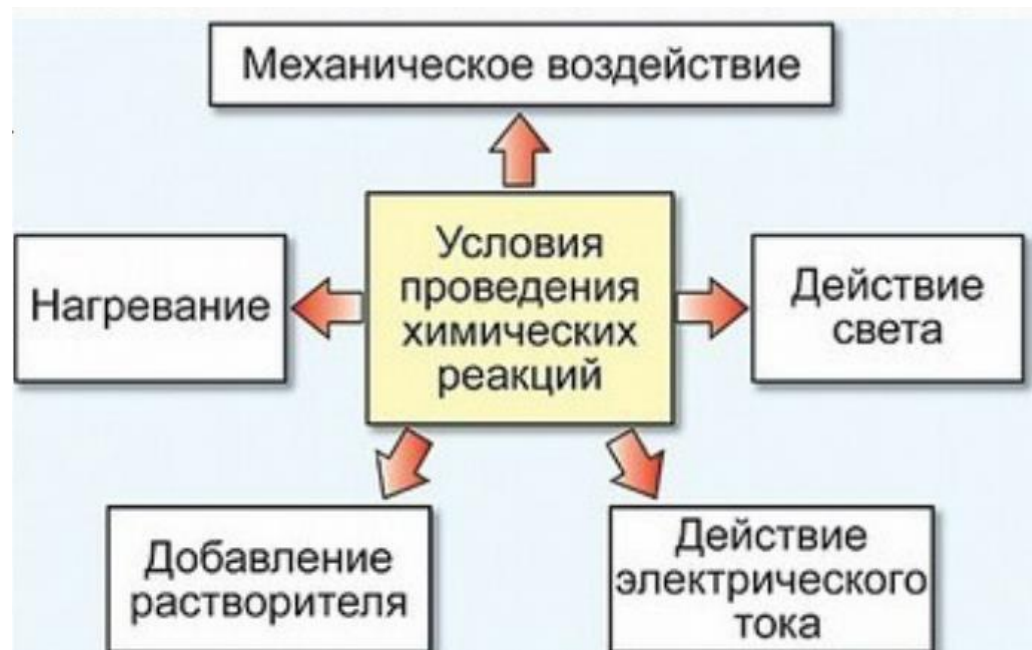 Механическое воздействие
Условия
проведения
химических
реакций
Нагревание
Действие
света
Добавление
растворителя
Действие
электрического
тока